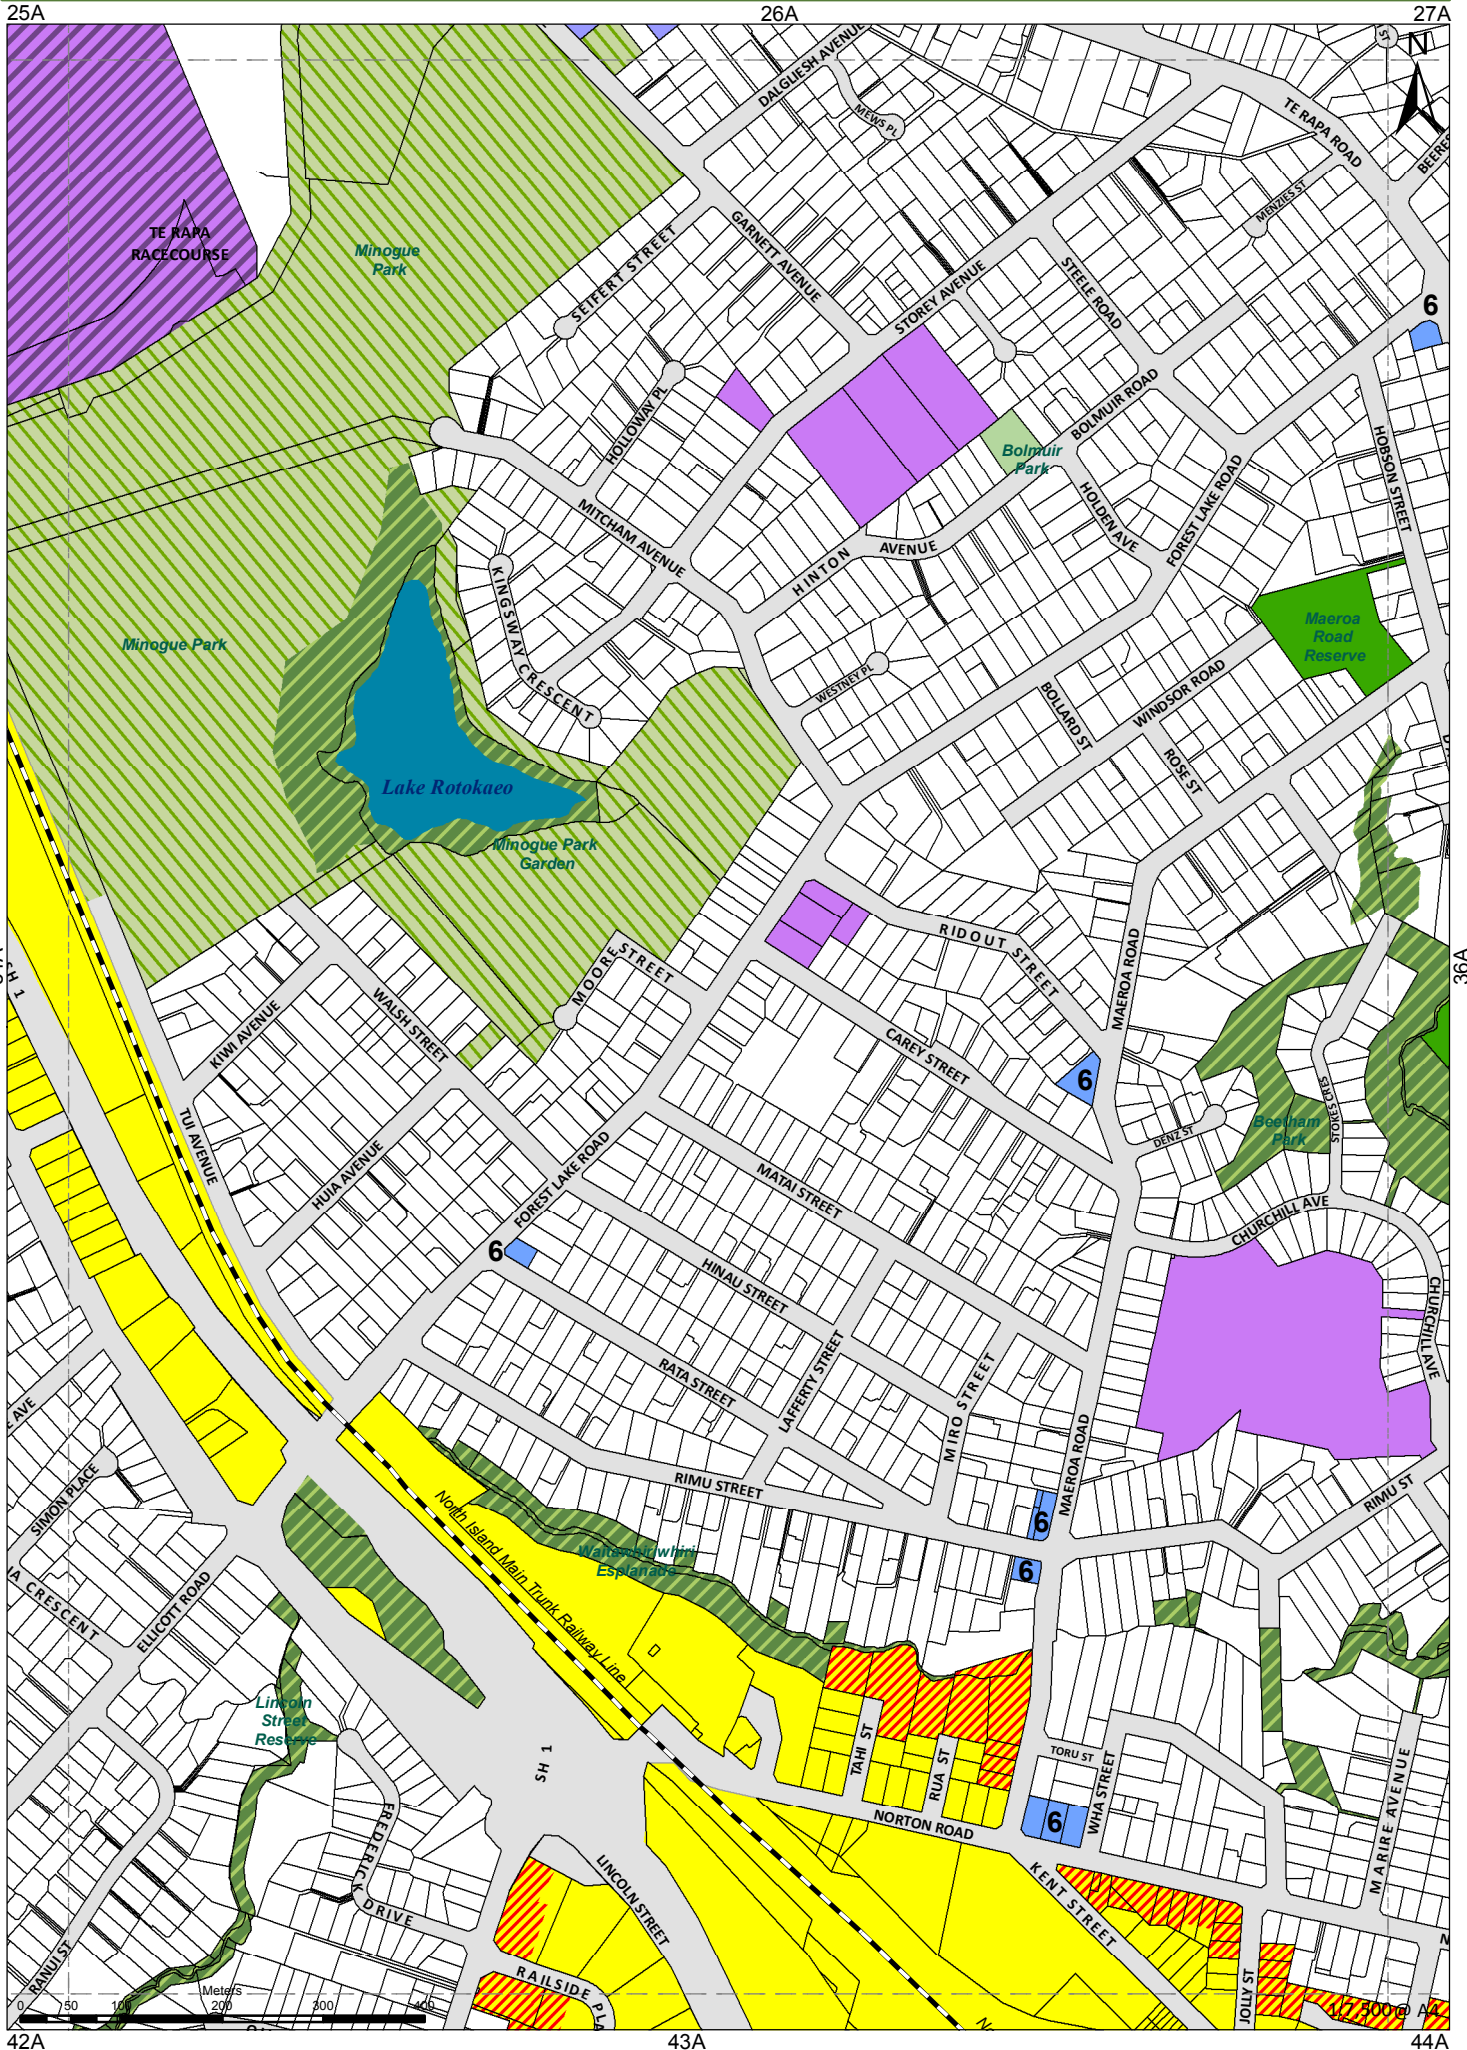 25A
26A
27A
N
DALGLIESH AVENUE
MEWS PL
TE RAPA ROAD
MENZIES ST
ST
TE RAPA
RACECOURSE
Minogue
Park
SEIFERT STREET
GARNETT AVENUE
STOREY AVENUE
STEELE ROAD
6
HOLLOWAY PL
BOLMUIR ROAD
Bolmuir
Park
HOBSON STREET
MITCHAM AVENUE
HOLDEN AVE
FOREST LAKE ROAD
HINTON
AVENUE
KINGSWAY CRESCENT
Minogue Park
Maeroa
Road
Reserve
WESTNEY PL
BOLLARD ST
WINDSOR ROAD
ROSE ST
Lake Rotokaeo
Minogue Park
Garden
RIDOUT STREET
MAEROA ROAD
36A
MOORE
STREET
KIWI AVENUE
WALSH STREET
CAREY STREET
6
STOKES CRES
Beetham
Park
DENZ ST
TUI AVENUE
HUIA AVENUE
FOREST LAKE ROAD
MATAI STREET
CHURCHILL AVE
6
HINAU STREET
CHURCHILL AVE
RATA STREET
LAFFERTY STREET
MIRO STREET
MAEROA ROAD
SIMON PLACE
RIMU STREET
RIMU ST
North Island Main Trunk Railway Line
6
Waitawhiriwhiri
Esplanade
6
ELLICOTT ROAD
IA CRESCENT
Lincoln
Street
Reserve
SH 1
TAHI ST
RUA ST
TORU ST
WHA STREET
MARIRE AVENUE
NORTON ROAD
6
FREDERICK DRIVE
LINCOLN STREET
KENT STREET
RANUI ST
RAILSIDE PLA
JOLLY ST
Meters
0 50 100 200 300 400
1:7,500@ A4
42A
43A
44A